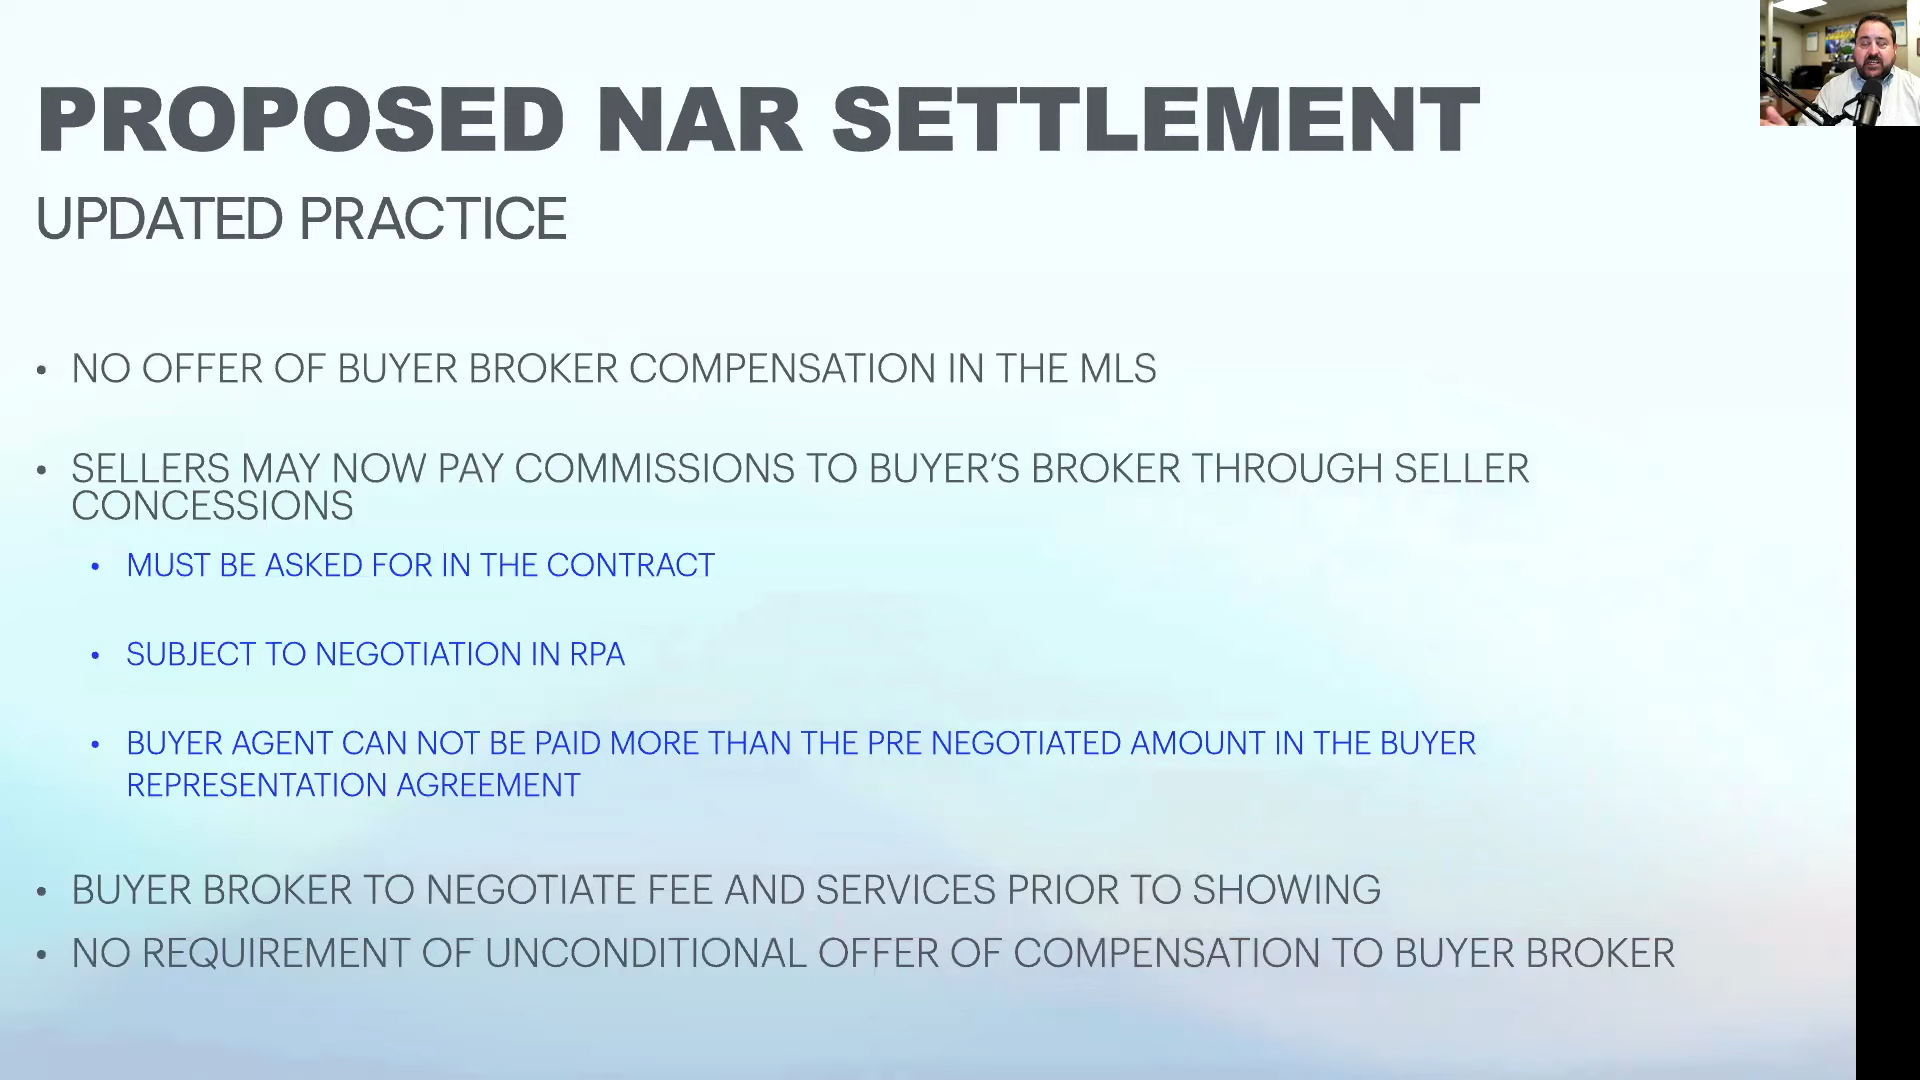 PROPOSED NAR SETTLEMENT
UPDATED PRACTICE
• NO OFFER OF BUYER BROKER COMPENSATION IN THE MLS
• SELLERS MAY NOW PAY COMMISSIONS TO BUYER’S BROKER THROUGH SELLER
CONCESSIONS
• MUST BE ASKED FOR IN THE CONTRACT
• SUBJECT TO NEGOTIATION IN RPA
• BUYER AGENT CAN NOT BE PAID MORE THAN THE PRE NEGOTIATED AMOUNT IN THE BUYER
REPRESENTATION AGREEMENT
• BUYER BROKER TO NEGOTIATE FEE AND SERVICES PRIOR TO SHOWING
• NO REQUIREMENT OF UNCONDITIONAL OFFER OF COMPENSATION TO BUYER BROKER